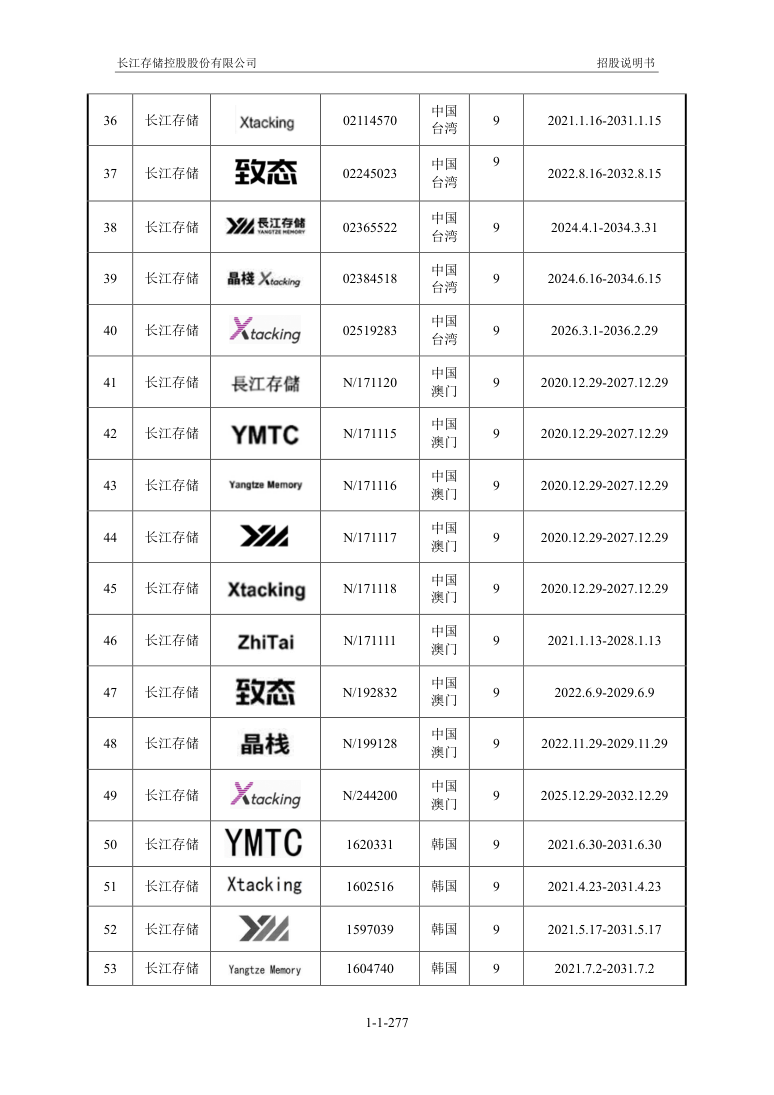 长江存储控股股份有限公司 招股说明书
36 长江存储 Xtacking 02114570 中国台湾 9 2021.1.16-2031.1.15
37 长江存储 致态 02245023 中国台湾 9 2022.8.16-2032.8.15
38 长江存储 長江存儲 YANGTZE MEMORY 02365522 中国台湾 9 2024.4.1-2034.3.31
39 长江存储 晶棧 Xtacking 02384518 中国台湾 9 2024.6.16-2034.6.15
40 长江存储 Xtacking 02519283 中国台湾 9 2026.3.1-2036.2.29
41 长江存储 長江存儲 N/171120 中国澳门 9 2020.12.29-2027.12.29
42 长江存储 YMTC N/171115 中国澳门 9 2020.12.29-2027.12.29
43 长江存储 Yangtze Memory N/171116 中国澳门 9 2020.12.29-2027.12.29
44 长江存储 N/171117 中国澳门 9 2020.12.29-2027.12.29
45 长江存储 Xtacking N/171118 中国澳门 9 2020.12.29-2027.12.29
46 长江存储 ZhiTai N/171111 中国澳门 9 2021.1.13-2028.1.13
47 长江存储 致态 N/192832 中国澳门 9 2022.6.9-2029.6.9
48 长江存储 晶栈 N/199128 中国澳门 9 2022.11.29-2029.11.29
49 长江存储 Xtacking N/244200 中国澳门 9 2025.12.29-2032.12.29
50 长江存储 YMTC 1620331 韩国 9 2021.6.30-2031.6.30
51 长江存储 Xtacking 1602516 韩国 9 2021.4.23-2031.4.23
52 长江存储 1597039 韩国 9 2021.5.17-2031.5.17
53 长江存储 Yangtze Memory 1604740 韩国 9 2021.7.2-2031.7.2
1-1-277